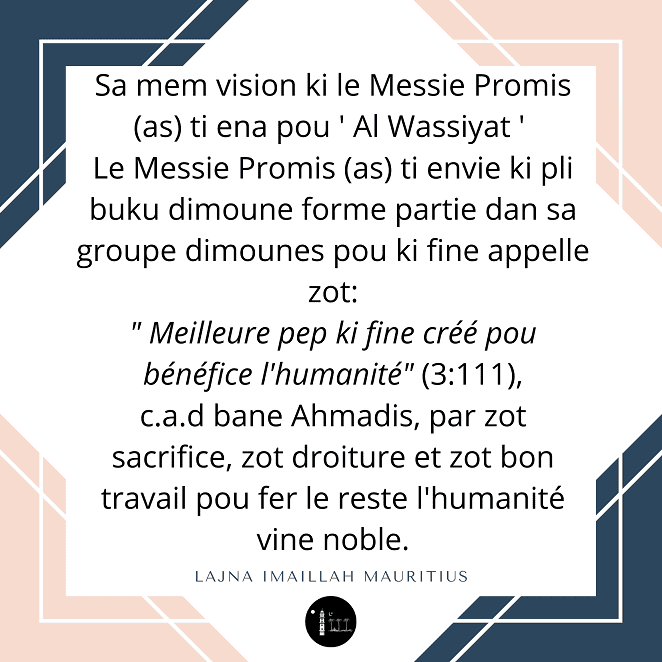 Sa mem vision ki le Messie Promis
(as) ti ena pou ' Al Wassiyat '
Le Messie Promis (as) ti envie ki pli
buku dimoune forme partie dan sa
groupe dimounes pou ki fine appelle
zot:
" Meilleure pep ki fine créé pou
bénéfice l'humanité" (3:111),
c.a.d bane Ahmadis, par zot
sacrifice, zot droiture et zot bon
travail pou fer le reste l'humanité
vine noble.
LAJNA IMAILLAH MAURITIUS